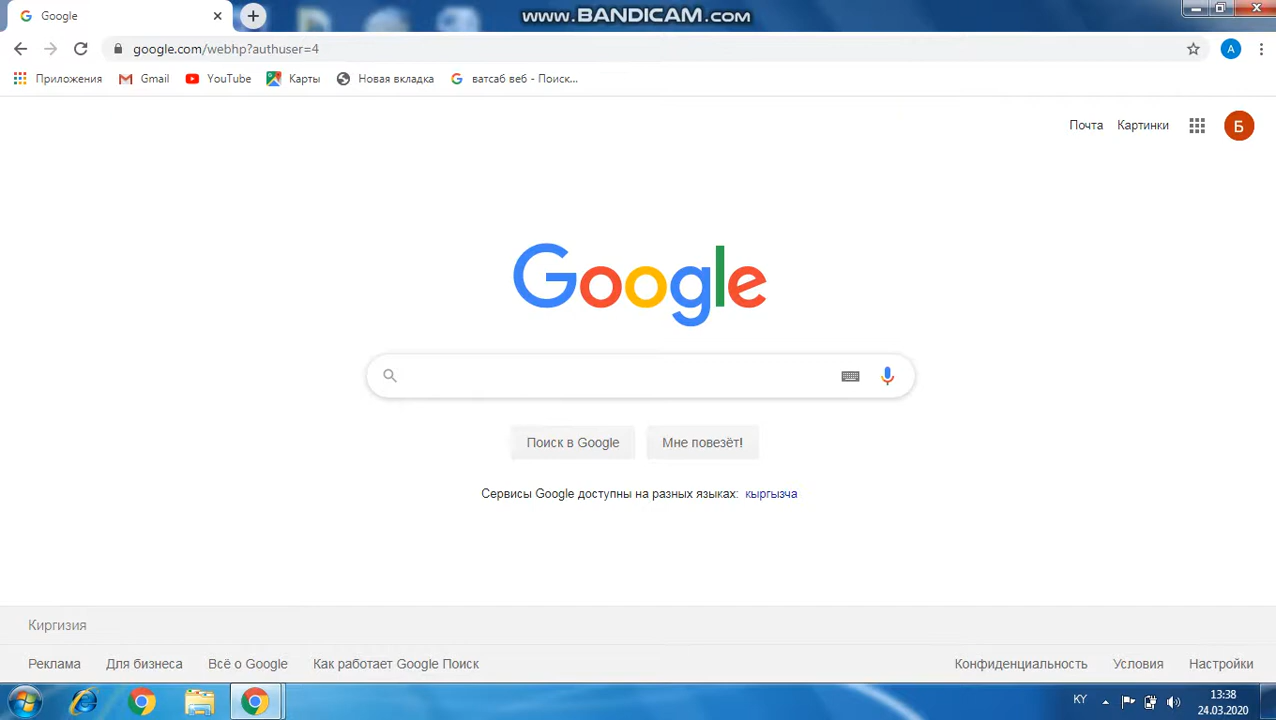 Google
www.BANDICAM.com
google.com/webhp?authuser=4
A
Приложения
Gmail
YouTube
Карты
Новая вкладка
ватсаб веб - Поиск...
Почта
Картинки
Б
Google
Поиск в Google
Мне повезёт!
Сервисы Google доступны на разных языках: кыргызча
Киргизия
Реклама
Для бизнеса
Всё о Google
Как работает Google Поиск
Конфиденциальность
Условия
Настройки
KY
13:38
24.03.2020